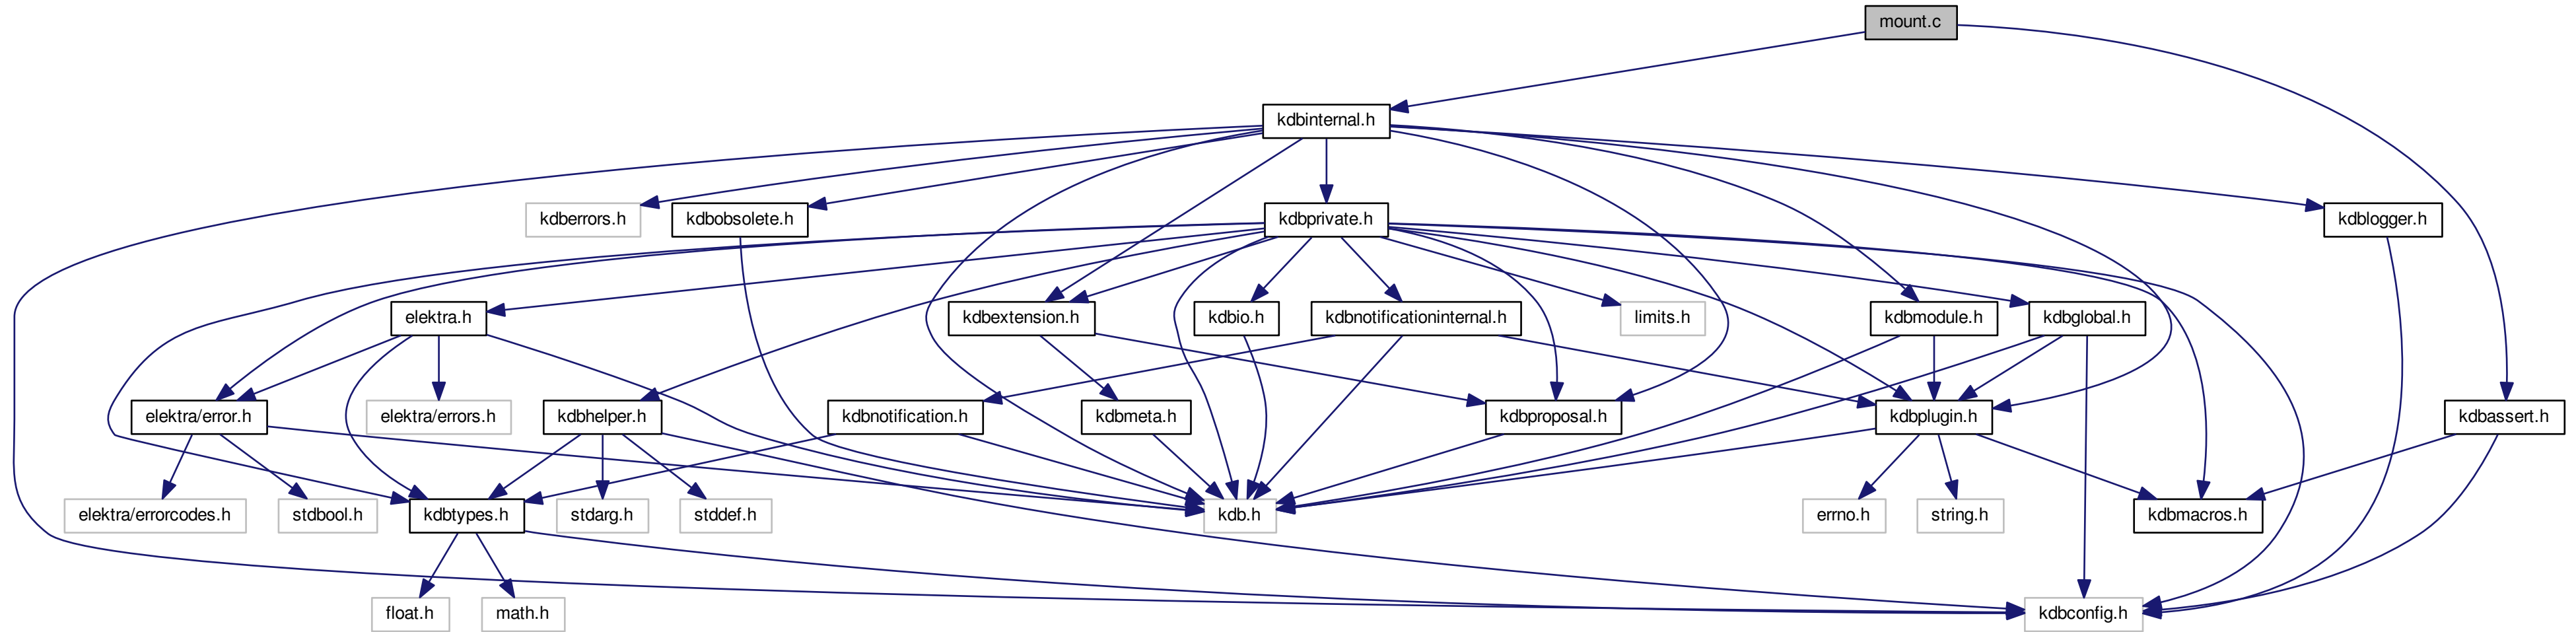 mount.c
kdbinternal.h
kdberrors.h
kdbobsolete.h
kdbprivate.h
kdblogger.h
elektra.h
kdbextension.h
kdbio.h
kdbnotificationinternal.h
limits.h
kdbmodule.h
kdbglobal.h
elektra/error.h
elektra/errors.h
kdbhelper.h
kdbnotification.h
kdbmeta.h
kdbproposal.h
kdbplugin.h
kdbassert.h
elektra/errorcodes.h
stdbool.h
kdbtypes.h
stdarg.h
stddef.h
kdb.h
errno.h
string.h
kdbmacros.h
float.h
math.h
kdbconfig.h